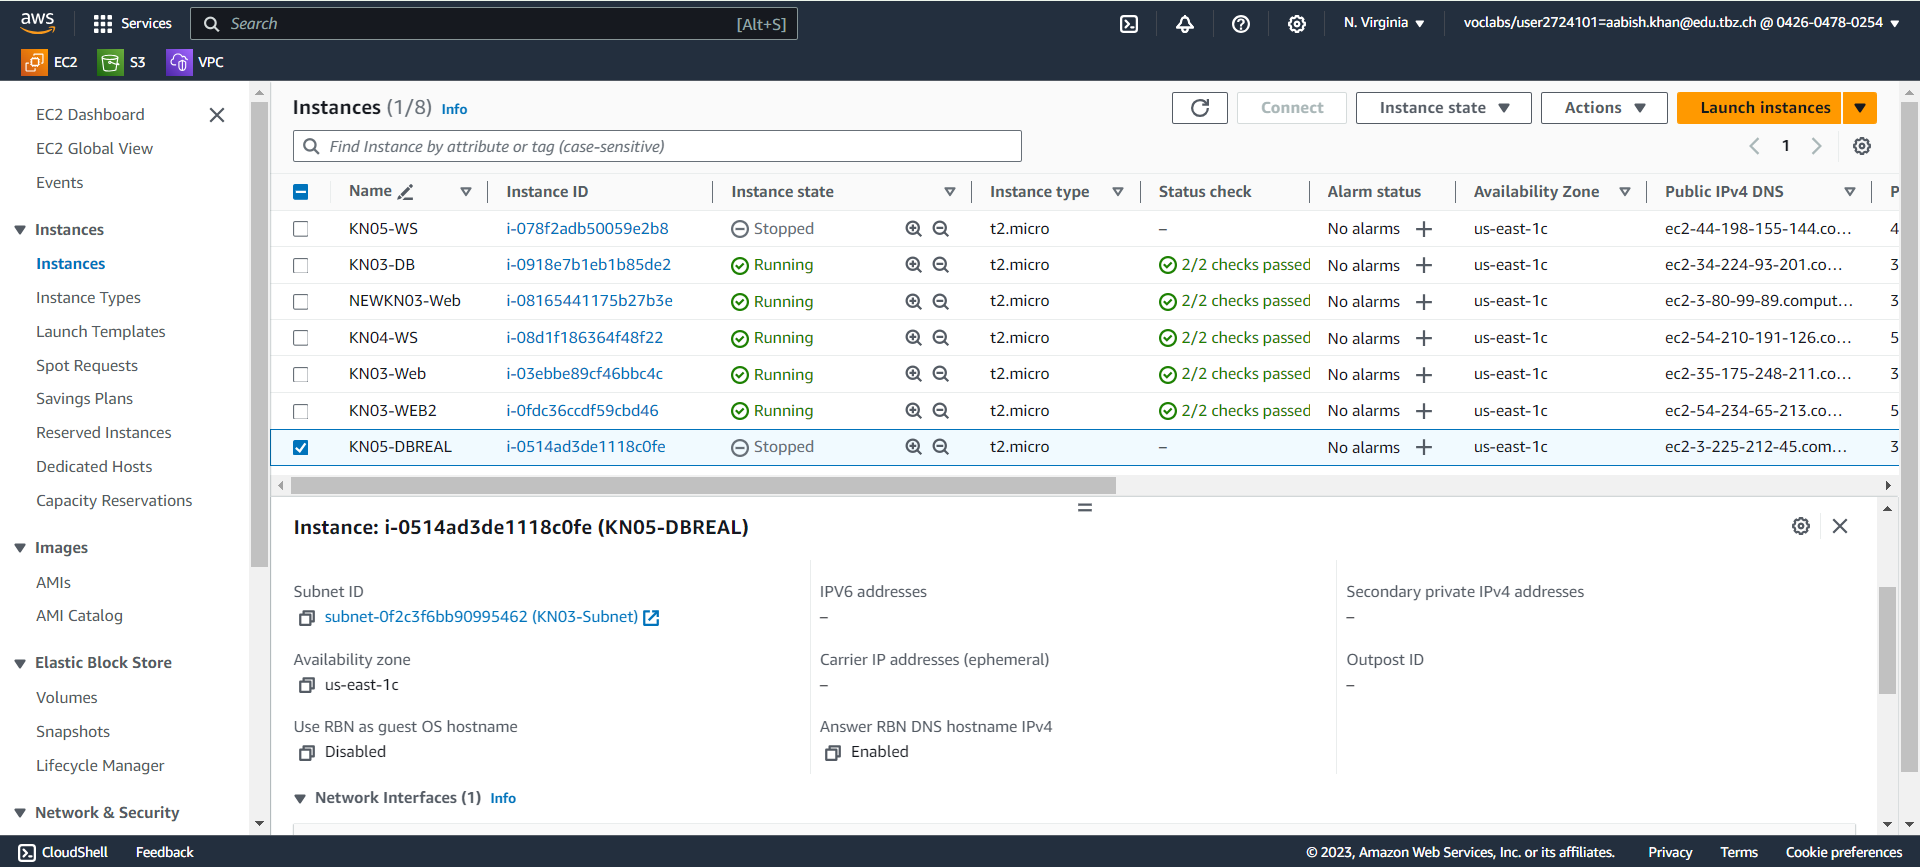 aws
Services
Search
[Alt+S]
N. Virginia
voclabs/user2724101=aabish.khan@edu.tbz.ch @ 0426-0478-0254
EC2
S3
VPC
EC2 Dashboard
EC2 Global View
Events
Instances
Instances
Instance Types
Launch Templates
Spot Requests
Savings Plans
Reserved Instances
Dedicated Hosts
Capacity Reservations
Images
AMIs
AMI Catalog
Elastic Block Store
Volumes
Snapshots
Lifecycle Manager
Network & Security
Instances (1/8) Info
Connect
Instance state
Actions
Launch instances
Find Instance by attribute or tag (case-sensitive)
1
Name Instance ID Instance state Instance type Status check Alarm status Availability Zone Public IPv4 DNS P
KN05-WS i-078f2adb50059e2b8 Stopped t2.micro – No alarms + us-east-1c ec2-44-198-155-144.co... 4
KN03-DB i-0918e7b1eb1b85de2 Running t2.micro 2/2 checks passed No alarms + us-east-1c ec2-34-224-93-201.co... 3
NEWKN03-Web i-08165441175b27b3e Running t2.micro 2/2 checks passed No alarms + us-east-1c ec2-3-80-99-89.comput... 3
KN04-WS i-08d1f186364f48f22 Running t2.micro 2/2 checks passed No alarms + us-east-1c ec2-54-210-191-126.co... 5
KN03-Web i-03ebbe89cf46bbc4c Running t2.micro 2/2 checks passed No alarms + us-east-1c ec2-35-175-248-211.co... 3
KN03-WEB2 i-0fdc36ccdf59cbd46 Running t2.micro 2/2 checks passed No alarms + us-east-1c ec2-54-234-65-213.co... 5
KN05-DBREAL i-0514ad3de1118c0fe Stopped t2.micro – No alarms + us-east-1c ec2-3-225-212-45.com... 3
Instance: i-0514ad3de1118c0fe (KN05-DBREAL)
Subnet ID
subnet-0f2c3f6bb90995462 (KN03-Subnet)
IPV6 addresses
–
Secondary private IPv4 addresses
–
Availability zone
us-east-1c
Carrier IP addresses (ephemeral)
–
Outpost ID
–
Use RBN as guest OS hostname
Disabled
Answer RBN DNS hostname IPv4
Enabled
Network Interfaces (1) Info
CloudShell
Feedback
© 2023, Amazon Web Services, Inc. or its affiliates.
Privacy
Terms
Cookie preferences